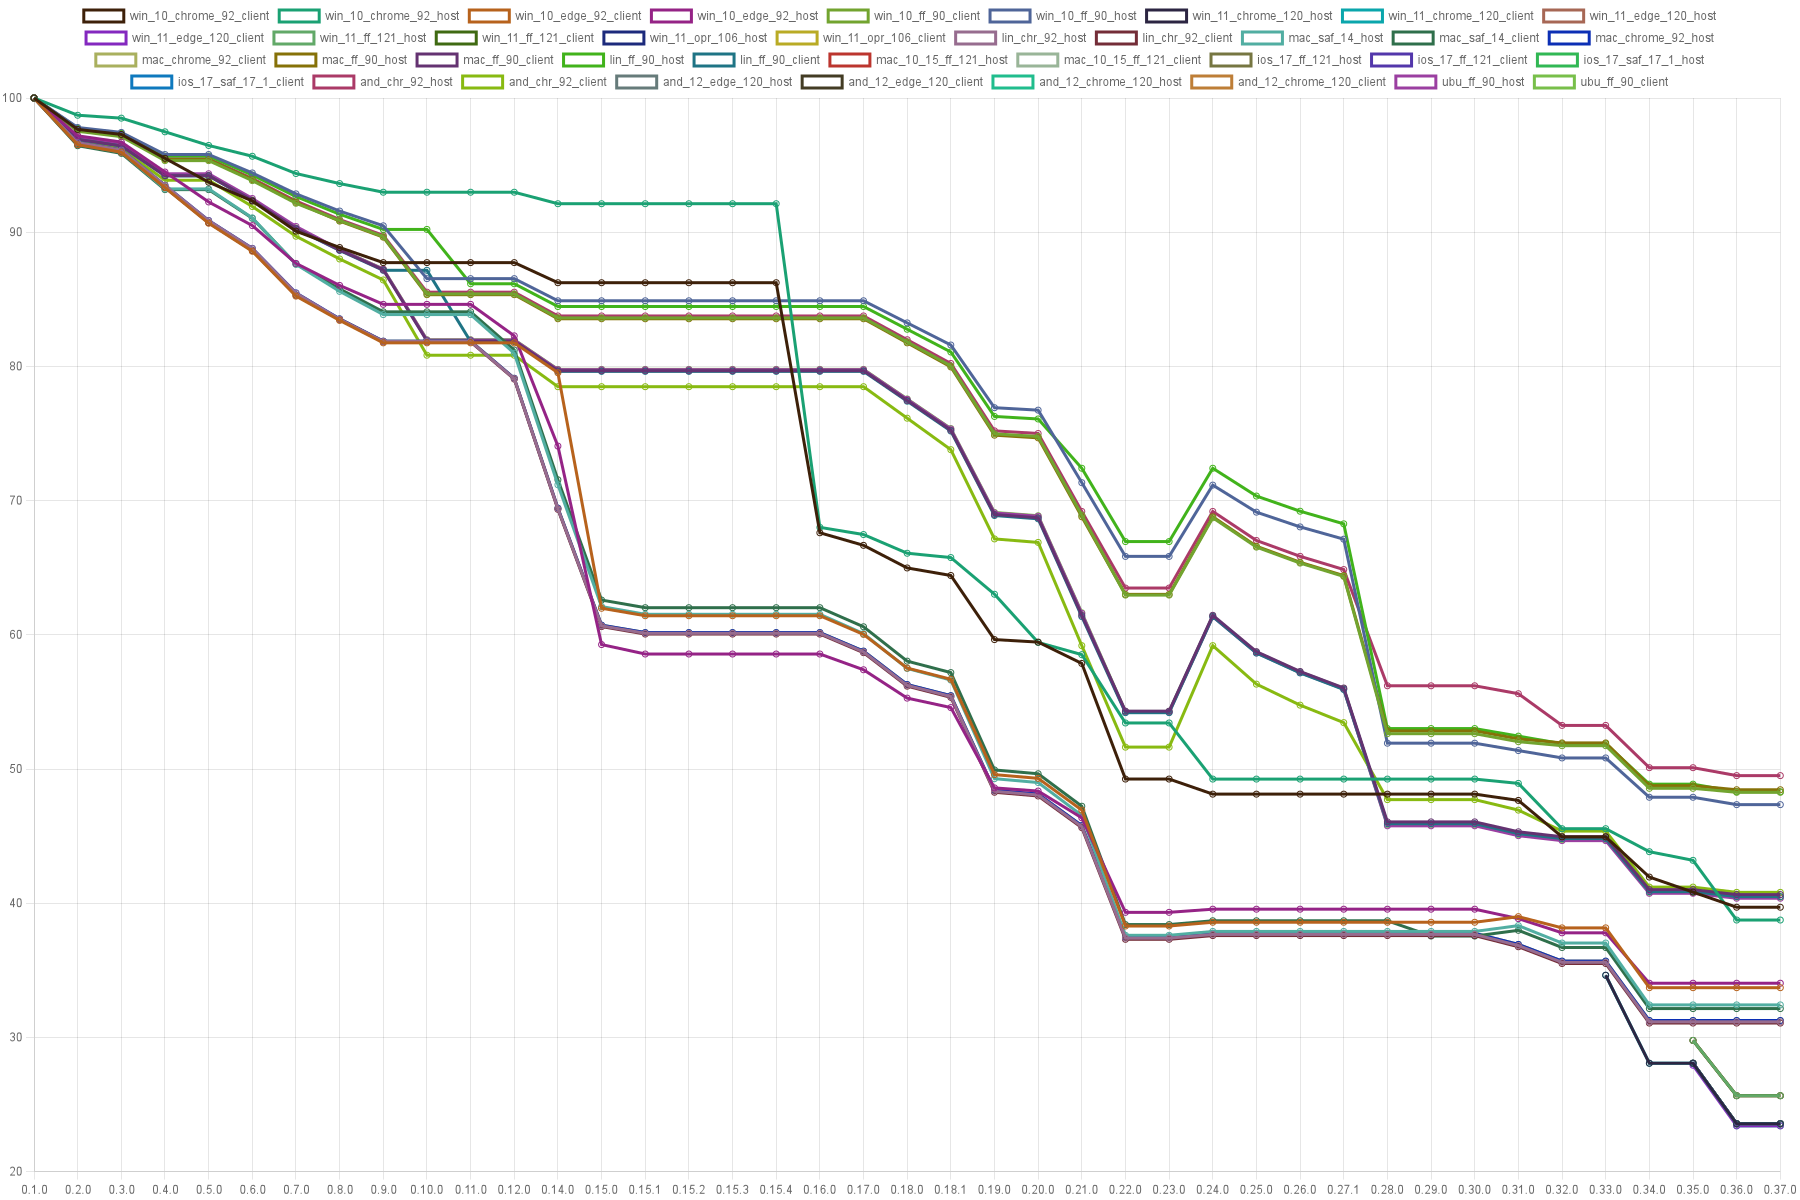 win_10_chrome_92_client win_10_chrome_92_host win_10_edge_92_client win_10_edge_92_host win_10_ff_90_client win_10_ff_90_host win_11_chrome_120_host win_11_chrome_120_client win_11_edge_120_host
win_11_edge_120_client win_11_ff_121_host win_11_ff_121_client win_11_opr_106_host win_11_opr_106_client lin_chr_92_host lin_chr_92_client mac_saf_14_host mac_saf_14_client mac_chrome_92_host
mac_chrome_92_client mac_ff_90_host mac_ff_90_client lin_ff_90_host lin_ff_90_client mac_10_15_ff_121_host mac_10_15_ff_121_client ios_17_ff_121_host ios_17_ff_121_client ios_17_saf_17_1_host
ios_17_saf_17_1_client and_chr_92_host and_chr_92_client and_12_edge_120_host and_12_edge_120_client and_12_chrome_120_host and_12_chrome_120_client ubu_ff_90_host ubu_ff_90_client
100
90
80
70
60
50
40
30
20
0.1.0 0.2.0 0.3.0 0.4.0 0.5.0 0.6.0 0.7.0 0.8.0 0.9.0 0.10.0 0.11.0 0.12.0 0.14.0 0.15.0 0.15.1 0.15.2 0.15.3 0.15.4 0.16.0 0.17.0 0.18.0 0.18.1 0.19.0 0.20.0 0.21.0 0.22.0 0.23.0 0.24.0 0.25.0 0.26.0 0.27.1 0.28.0 0.29.0 0.30.0 0.31.0 0.32.0 0.33.0 0.34.0 0.35.0 0.36.0 0.37.0